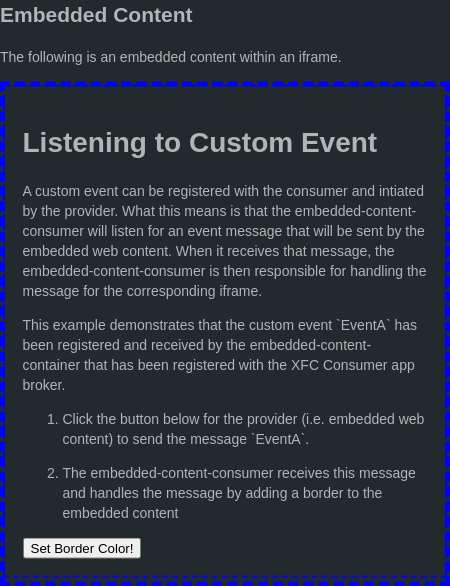 Embedded Content
The following is an embedded content within an iframe.
Listening to Custom Event
A custom event can be registered with the consumer and intiated
by the provider. What this means is that the embedded-content-
consumer will listen for an event message that will be sent by the
embedded web content. When it receives that message, the
embedded-content-consumer is then responsible for handling the
message for the corresponding iframe.
This example demonstrates that the custom event `EventA` has
been registered and received by the embedded-content-
container that has been registered with the XFC Consumer app
broker.
1. Click the button below for the provider (i.e. embedded web
content) to send the message `EventA`.
2. The embedded-content-consumer receives this message
and handles the message by adding a border to the
embedded content
Set Border Color!